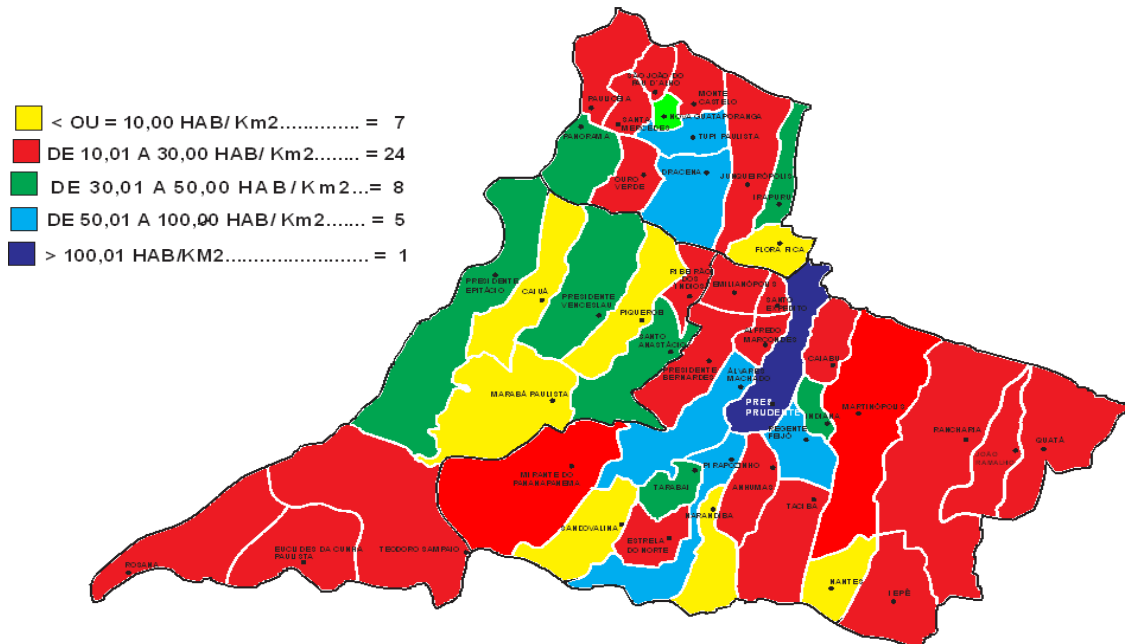 < OU = 10,00 HAB/ Km2.............. = 7
DE 10,01 A 30,00 HAB/ Km2....... = 24
DE 30,01 A 50,00 HAB/ Km2...= 8
DE 50,01 A 100,00 HAB/ Km2....... = 5
> 100,01 HAB/KM2........................ = 1
SÃO JOÃO DO
PAU D'ALHO
PAULICÉIA
MONTE
CASTELO
SANTA
MERCEDES
NOVA GUATAPORANGA
PANORAMA
TUPI PAULISTA
OURO
VERDE
DRACENA
JUNQUEIRÓPOLIS
IRAPURU
FLORA RICA
PRESIDENTE
EPITÁCIO
CAIUÁ
PRESIDENTE
VENCESLAU
PIQUEROB
RIBEIRÃO
DOS
INDIOS
EMILIANÓPOLIS
SANTO
EXPEDITO
SANTO
ANASTÁCIO
ALFREDO
MARCONDES
PRESIDENTE
BERNARDES
ÁLVARES
MACHADO
CAIABU
MARABÁ PAULISTA
PRES.
PRUDENTE
REGENTE
FEIJÓ
INDIANA
MARTINÓPOLIS
RANCHARIA
JOÃO
RAMALHO
QUATÁ
MIRANTE DO
PANANAPANEMA
TARABAI
PIRAPOZINHO
ANHUMAS
TACIBA
NARANDIBA
SANDOVALINA
ESTRELA
DO NORTE
EUCLIDES DA CUNHA
PAULISTA
TEODORO SAMPAIO
ROSANA
NANTES
IEPÊ